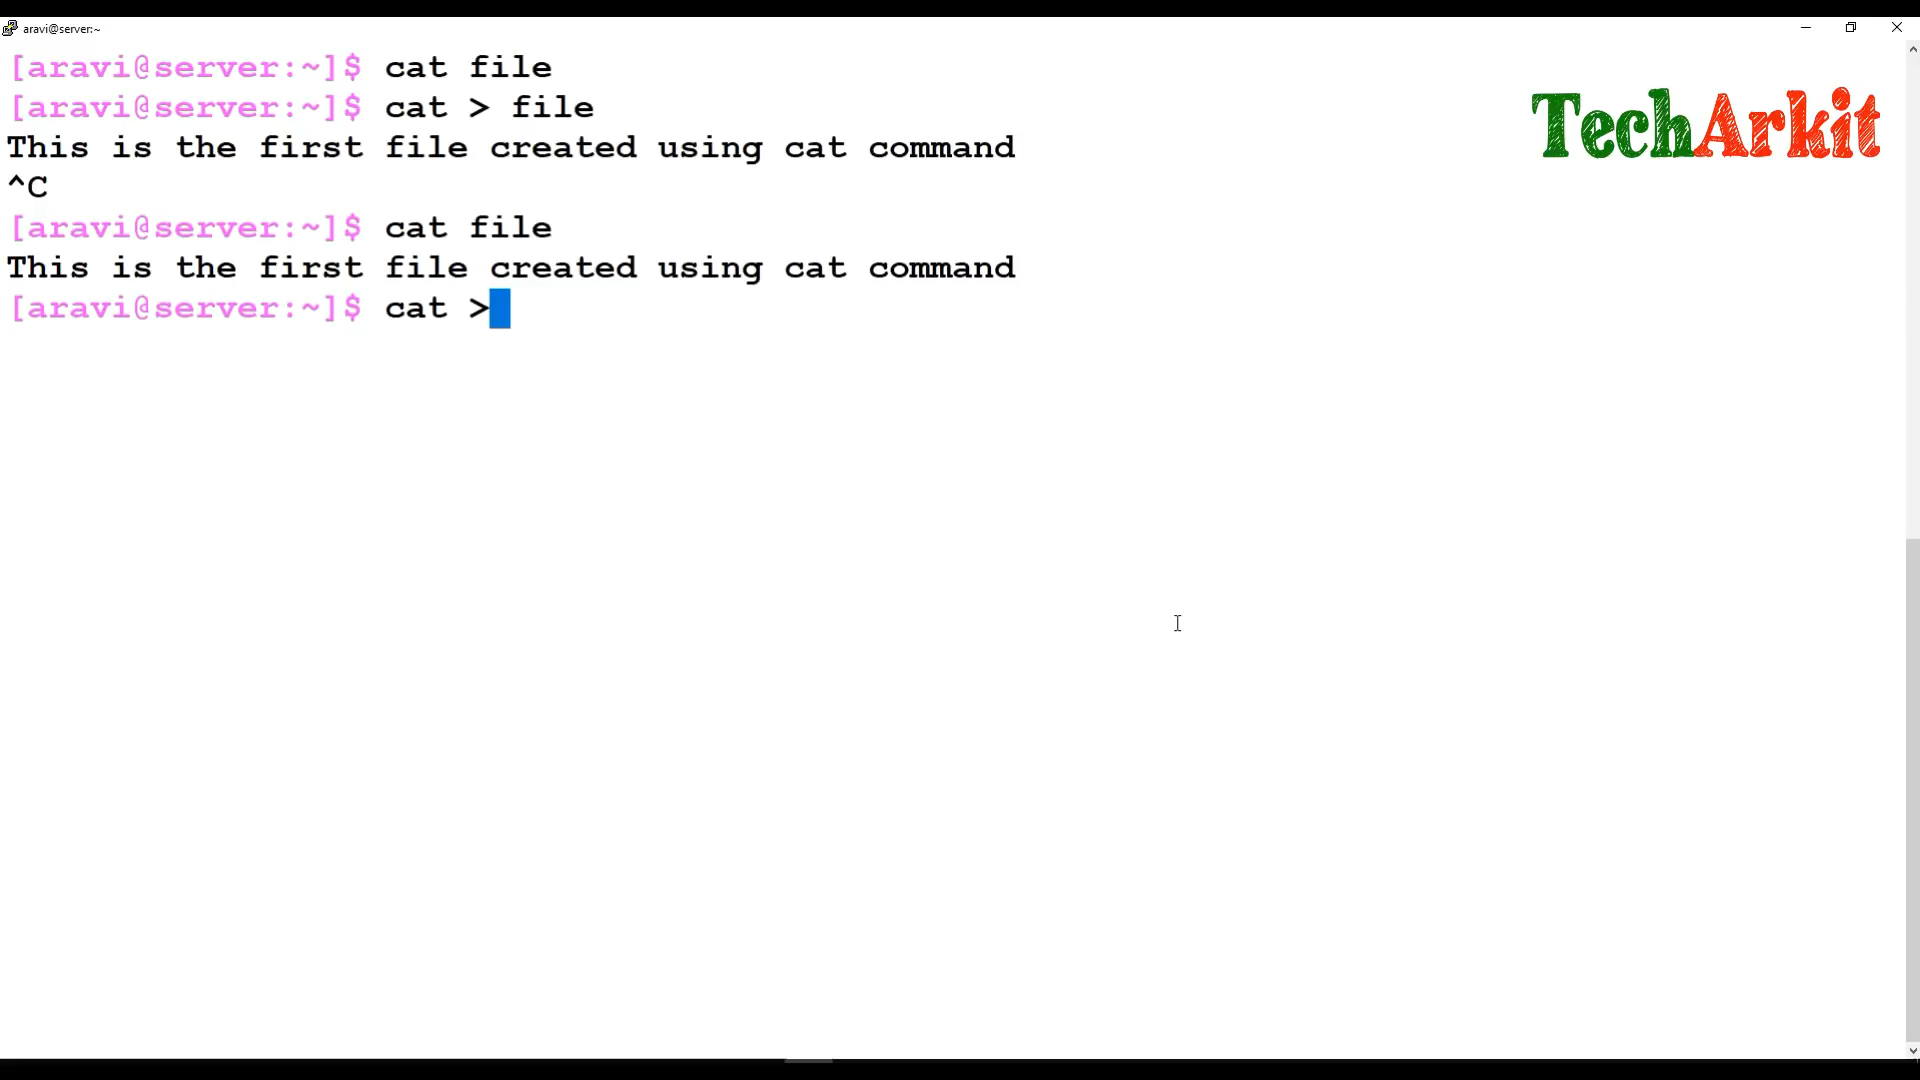 aravi@server:~
[aravi@server:~]$ cat file
[aravi@server:~]$ cat > file
This is the first file created using cat command
^C
[aravi@server:~]$ cat file
This is the first file created using cat command
[aravi@server:~]$ cat >
TechArkit